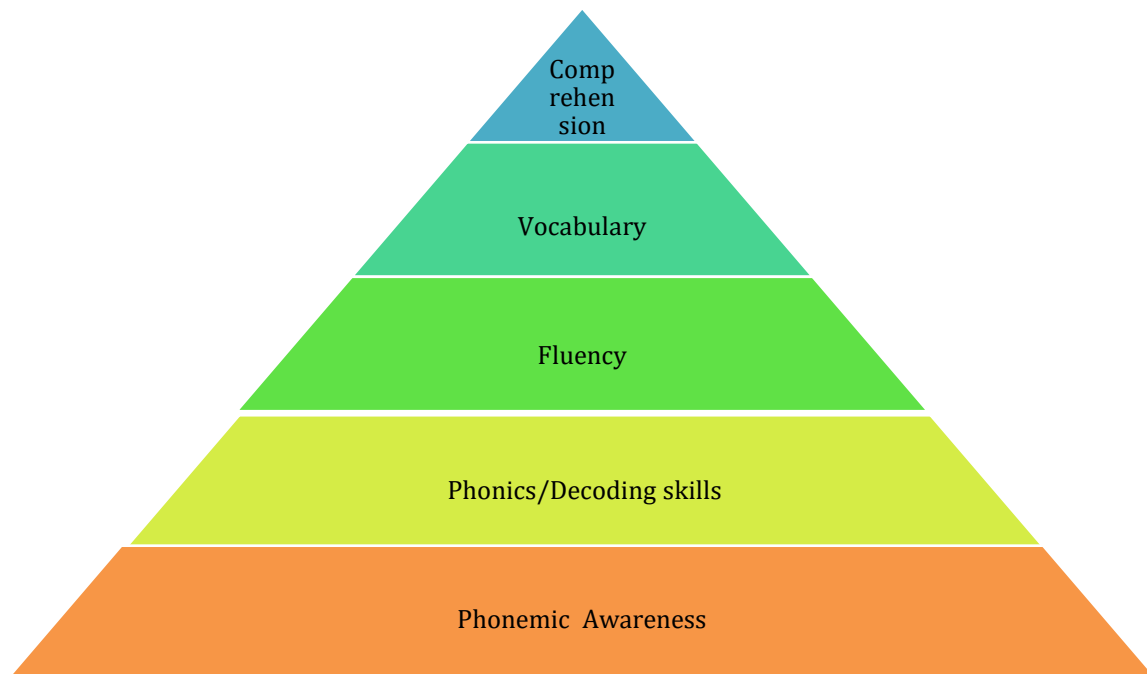 Comp
rehen
sion
Vocabulary
Fluency
Phonics/Decoding skills
Phonemic  Awareness